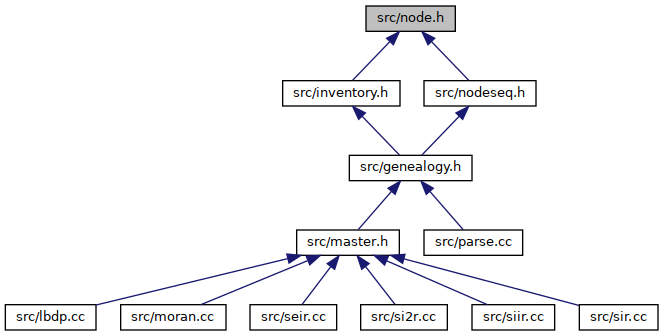 src/node.h
src/inventory.h
src/nodeseq.h
src/genealogy.h
src/master.h
src/parse.cc
src/lbdp.cc
src/moran.cc
src/seir.cc
src/si2r.cc
src/siir.cc
src/sir.cc